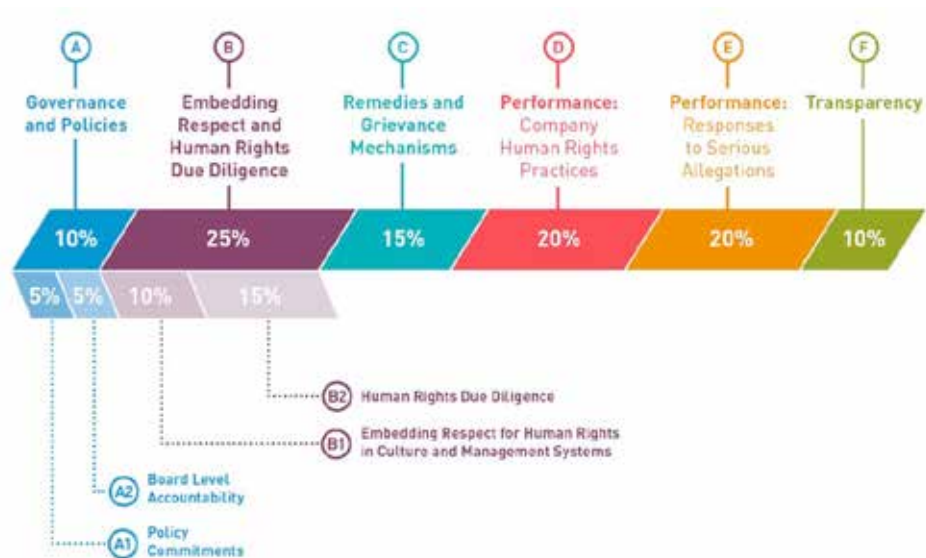 A
B
C
D
E
F
Governance
and Policies
Embedding
Respect and
Human Rights
Due Diligence
Remedies and
Grievance
Mechanisms
Performance:
Company
Human Rights
Practices
Performance:
Responses
to Serious
Allegations
Transparency
10%
25%
15%
20%
20%
10%
5%
5%
10%
15%
B2 Human Rights Due Diligence
B1 Embedding Respect for Human Rights
in Culture and Management Systems
A2 Board Level
Accountability
A1 Policy
Commitments